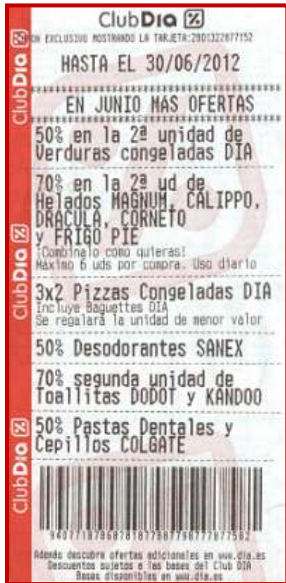 ClubDia %
CON EXCLUSIVO MOSTRANDO LA TARJETA:2801322877152
HASTA EL 30/06/2012
EN JUNIO MAS OFERTAS
50% en la 2ª unidad de
Verduras congeladas DIA
70% en la 2ª ud de
Helados MAGNUM, CALIPPO,
DRACULA, CORNETO
y FRIGO PIE
¡Combinalo como quieras!
Máximo 6 uds por compra. Uso diario
3x2 Pizzas Congeladas DIA
Incluye Baguettes DIA
Se regalará la unidad de menor valor
50% Desodorantes SANEX
70% segunda unidad de
Toallitas DODOT y KANDOO
50% Pastas Dentales y
Cepillos COLGATE
Además descubre ofertas adicionales en www.dia.es
Descuentos sujetos a las bases del Club DIA
Bases disponibles en www.dia.es
ClubDia %
ClubDia %
ClubDia %